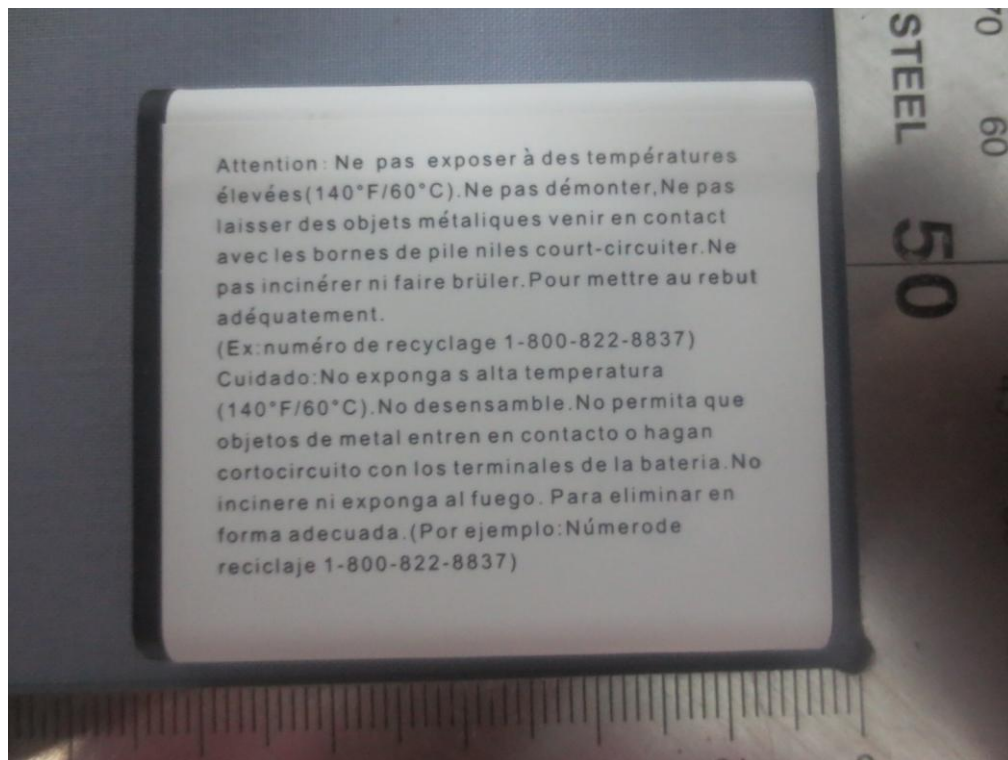 Attention: Ne pas exposer à des températures
élevées(140°F/60°C).Ne pas démonter,Ne pas
laisser des objets métaliques venir en contact
avec les bornes de pile niles court-circuiter.Ne
pas incinérer ni faire brüler.Pour mettre au rebut
adéquatement.
(Ex:numéro de recyclage 1-800-822-8837)
Cuidado:No exponga s alta temperatura
(140°F/60°C).No desensamble.No permita que
objetos de metal entren en contacto o hagan
cortocircuito con los terminales de la bateria.No
incinere ni exponga al fuego. Para eliminar en
forma adecuada.(Por ejemplo:Númerode
reciclaje 1-800-822-8837)
STEEL
50
70
60